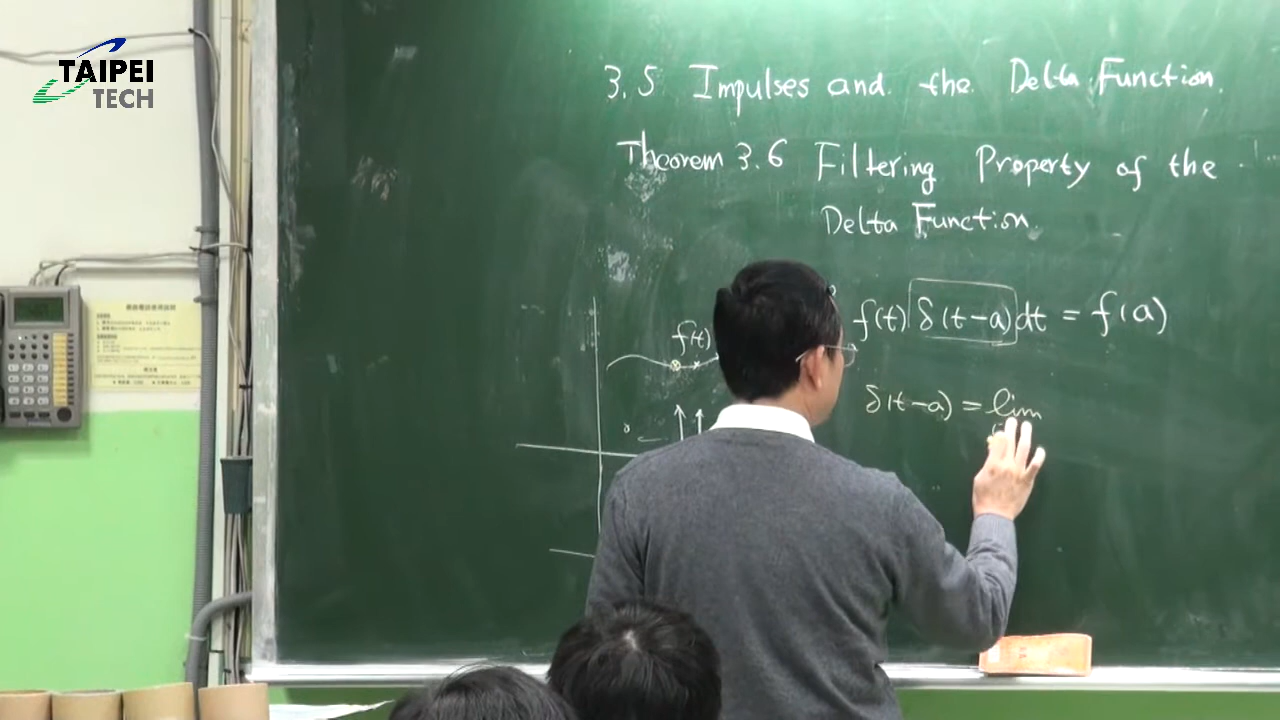 TAIPEI
TECH
3.5 Impulses and the Delta Function.
Theorem 3.6 Filtering Property of the
Delta Function.
f(t) δ(t-a) dt = f(a)
f(t)
δ(t-a) = lim